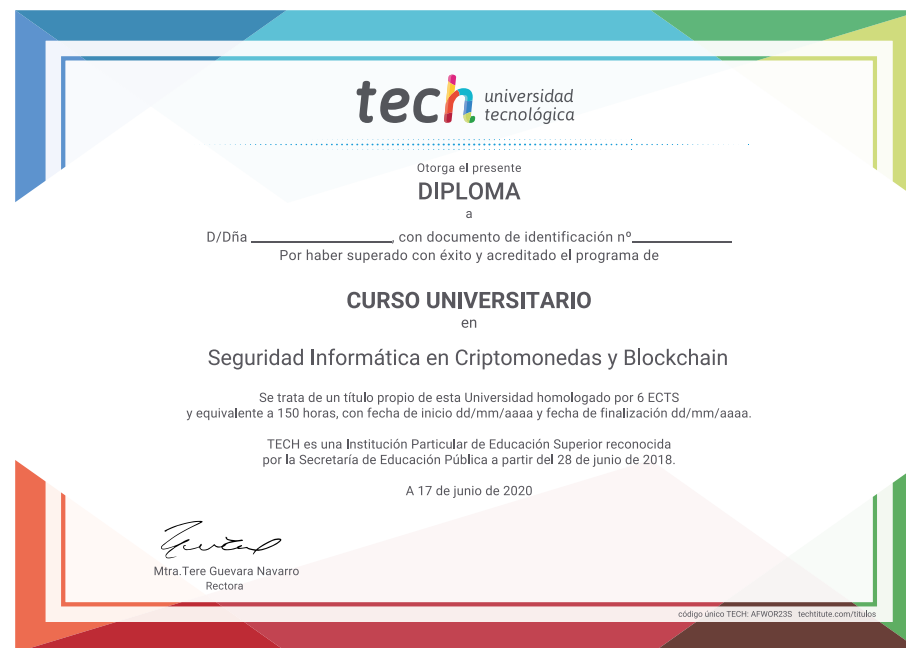 tech universidad
tecnológica
Otorga el presente
DIPLOMA
a
D/Dña ____________________, con documento de identificación nº______________
Por haber superado con éxito y acreditado el programa de
CURSO UNIVERSITARIO
en
Seguridad Informática en Criptomonedas y Blockchain
Se trata de un título propio de esta Universidad homologado por 6 ECTS
y equivalente a 150 horas, con fecha de inicio dd/mm/aaaa y fecha de finalización dd/mm/aaaa.
TECH es una Institución Particular de Educación Superior reconocida
por la Secretaría de Educación Pública a partir del 28 de junio de 2018.
A 17 de junio de 2020
Mtra.Tere Guevara Navarro
Rectora
código único TECH: AFWOR23S techtitute.com/titulos